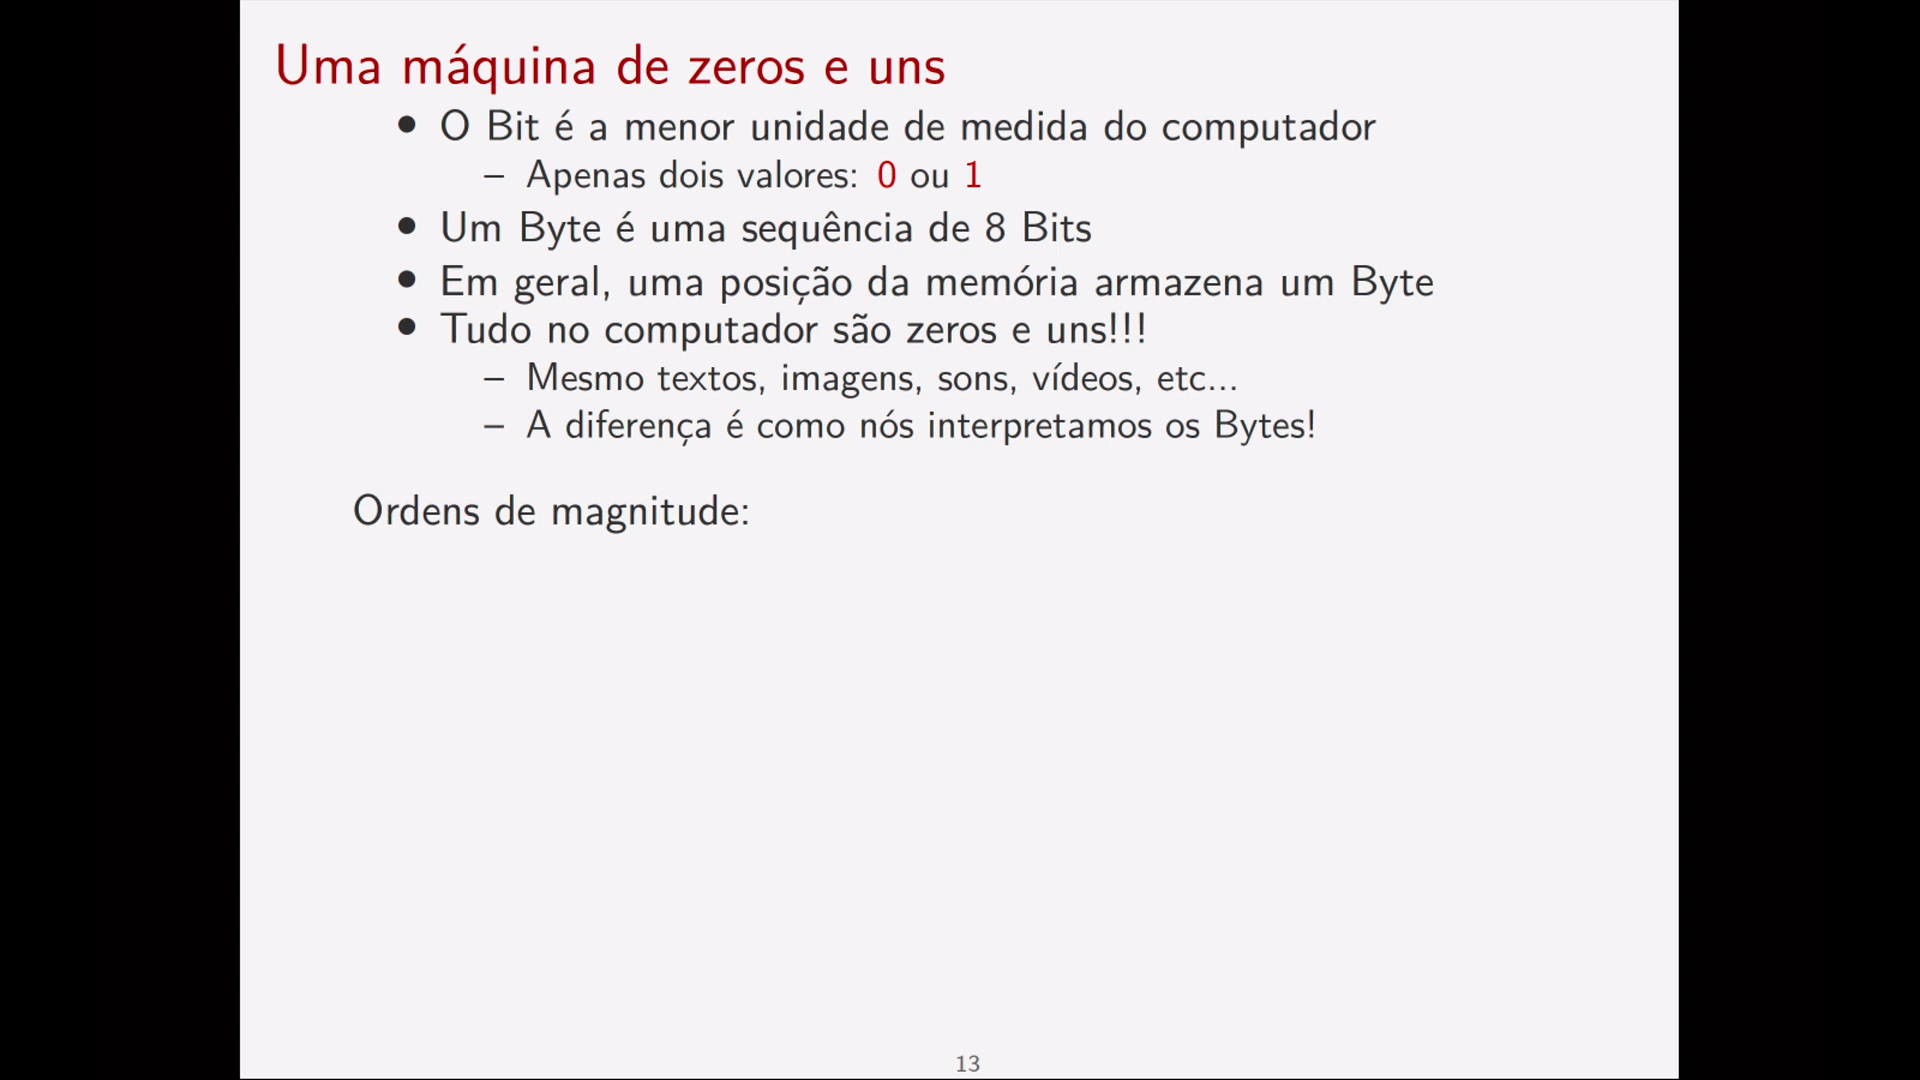 Uma máquina de zeros e uns
• O Bit é a menor unidade de medida do computador
– Apenas dois valores: 0 ou 1
• Um Byte é uma sequência de 8 Bits
• Em geral, uma posição da memória armazena um Byte
• Tudo no computador são zeros e uns!!!
– Mesmo textos, imagens, sons, vídeos, etc...
– A diferença é como nós interpretamos os Bytes!
Ordens de magnitude:
13